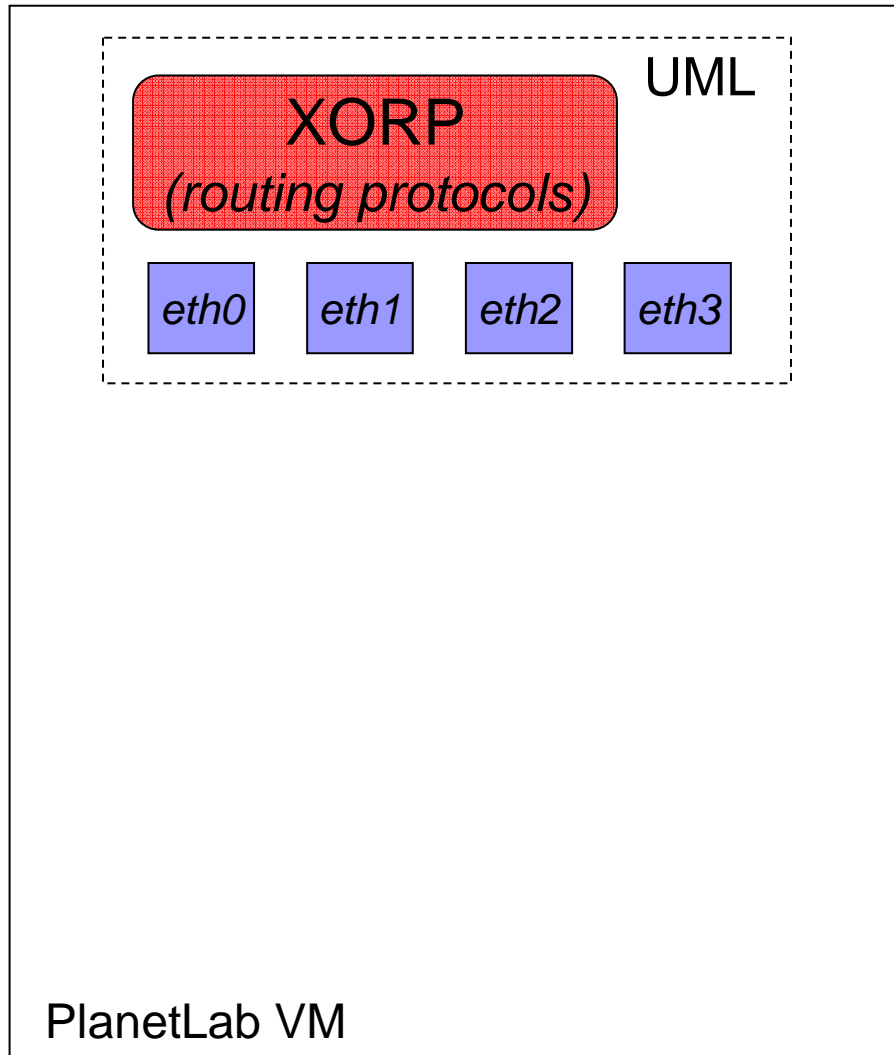 UML
XORP
(routing protocols)
eth0
eth1
eth2
eth3
PlanetLab VM